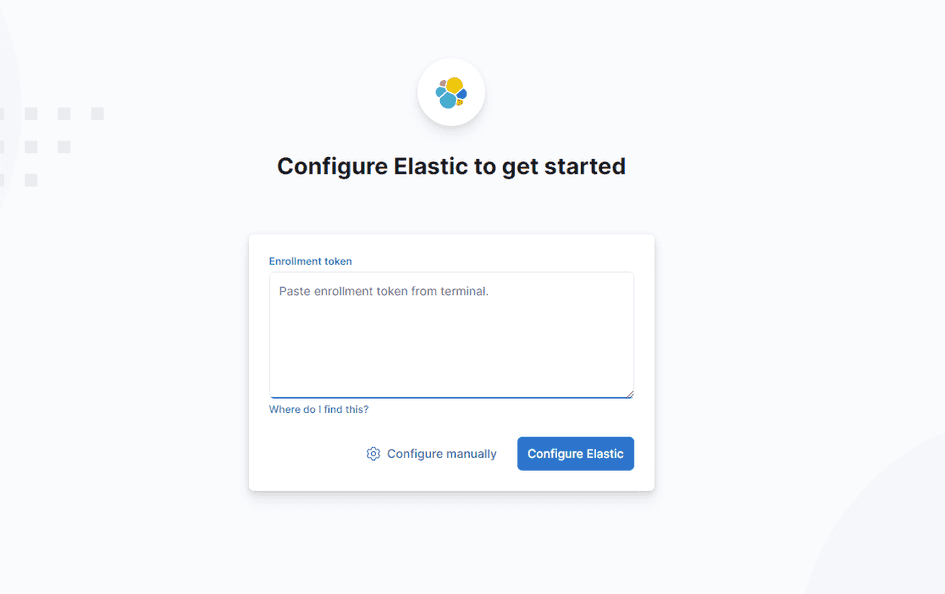 Configure Elastic to get started
Enrollment token
Paste enrollment token from terminal.
Where do I find this?
Configure manually
Configure Elastic